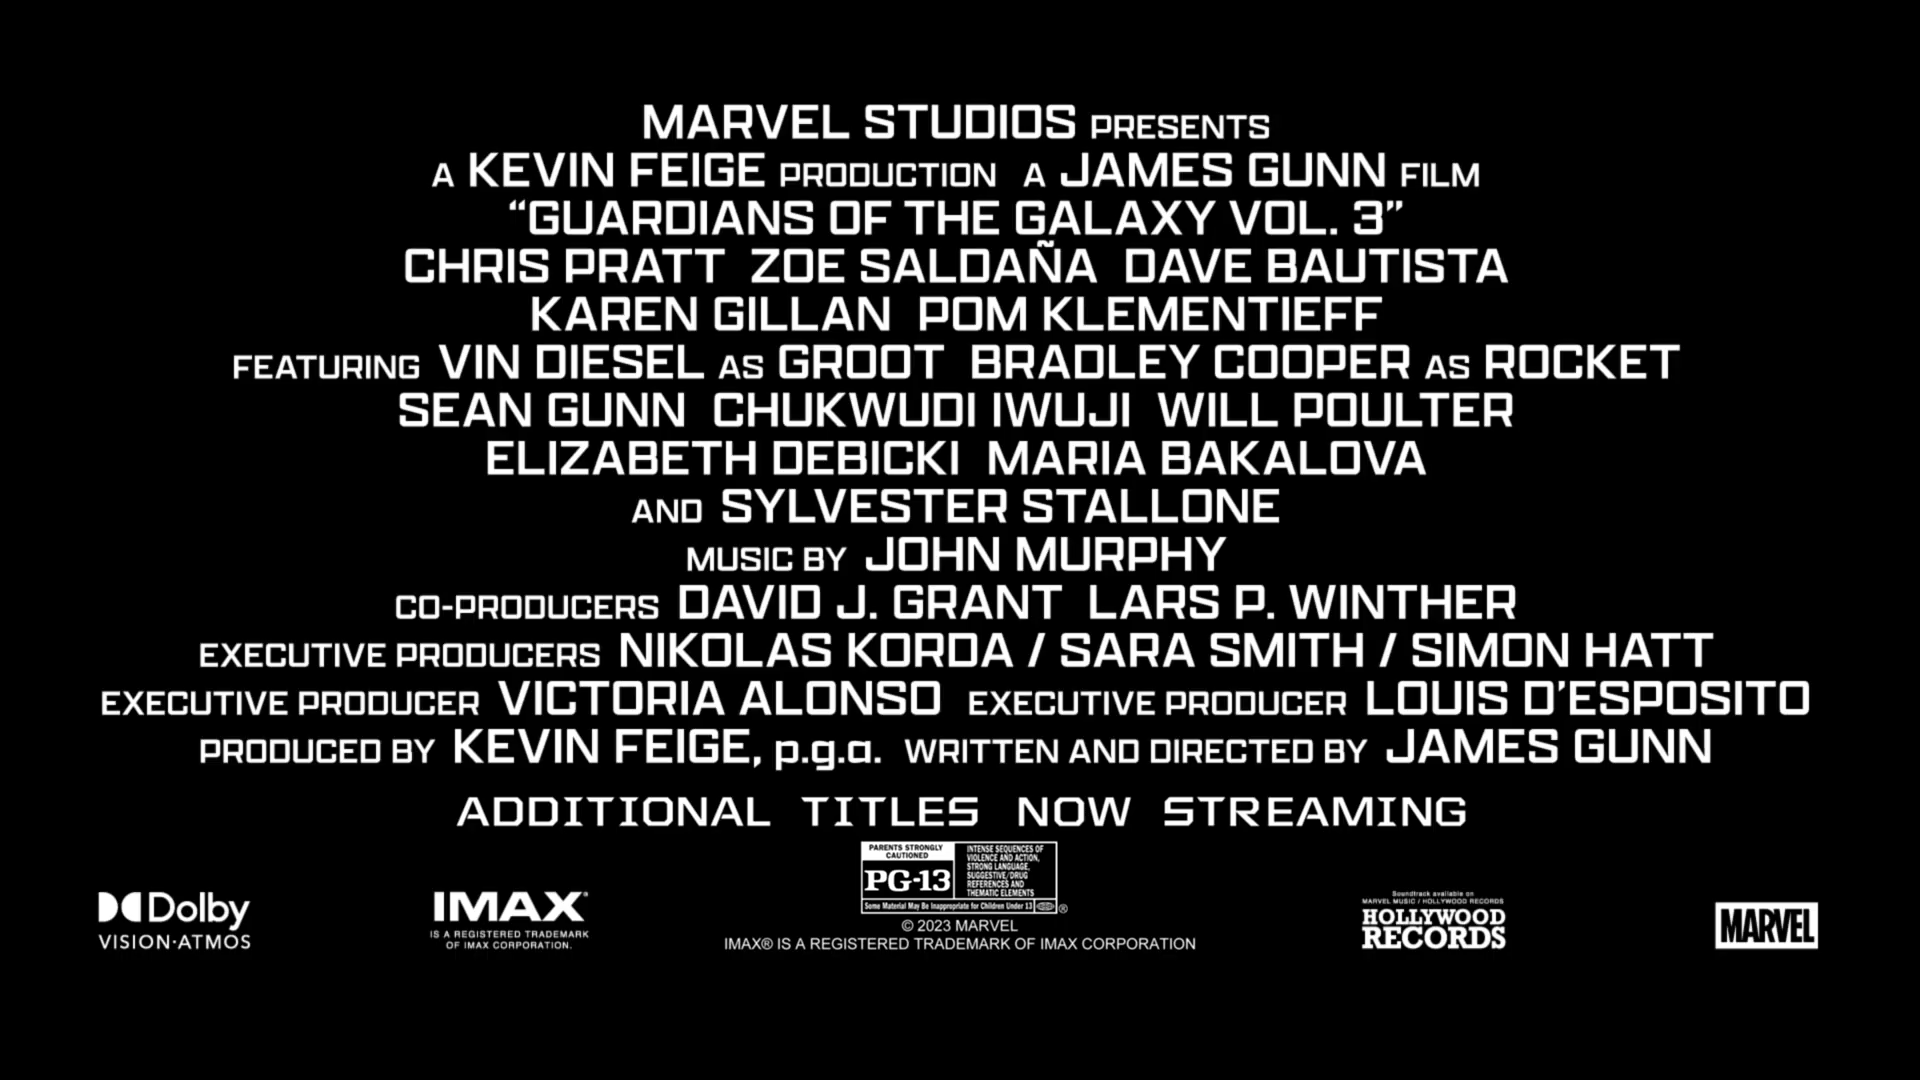 MARVEL STUDIOS PRESENTS
A KEVIN FEIGE PRODUCTION A JAMES GUNN FILM
“GUARDIANS OF THE GALAXY VOL. 3”
CHRIS PRATT ZOE SALDAÑA DAVE BAUTISTA
KAREN GILLAN POM KLEMENTIEFF
FEATURING VIN DIESEL AS GROOT BRADLEY COOPER AS ROCKET
SEAN GUNN CHUKWUDI IWUJI WILL POULTER
ELIZABETH DEBICKI MARIA BAKALOVA
AND SYLVESTER STALLONE
MUSIC BY JOHN MURPHY
CO-PRODUCERS DAVID J. GRANT LARS P. WINTHER
EXECUTIVE PRODUCERS NIKOLAS KORDA / SARA SMITH / SIMON HATT
EXECUTIVE PRODUCER VICTORIA ALONSO EXECUTIVE PRODUCER LOUIS D’ESPOSITO
PRODUCED BY KEVIN FEIGE, p.g.a. WRITTEN AND DIRECTED BY JAMES GUNN
ADDITIONAL TITLES NOW STREAMING
Dolby
VISION·ATMOS
IMAX®
IS A REGISTERED TRADEMARK
OF IMAX CORPORATION.
PARENTS STRONGLY
CAUTIONED
PG-13
INTENSE SEQUENCES OF
VIOLENCE AND ACTION,
STRONG LANGUAGE,
SUGGESTIVE/DRUG
REFERENCES AND
THEMATIC ELEMENTS
Some Material May Be Inappropriate for Children Under 13 ®
© 2023 MARVEL
IMAX® IS A REGISTERED TRADEMARK OF IMAX CORPORATION
Soundtrack available on
MARVEL MUSIC / HOLLYWOOD RECORDS
HOLLYWOOD
RECORDS
MARVEL